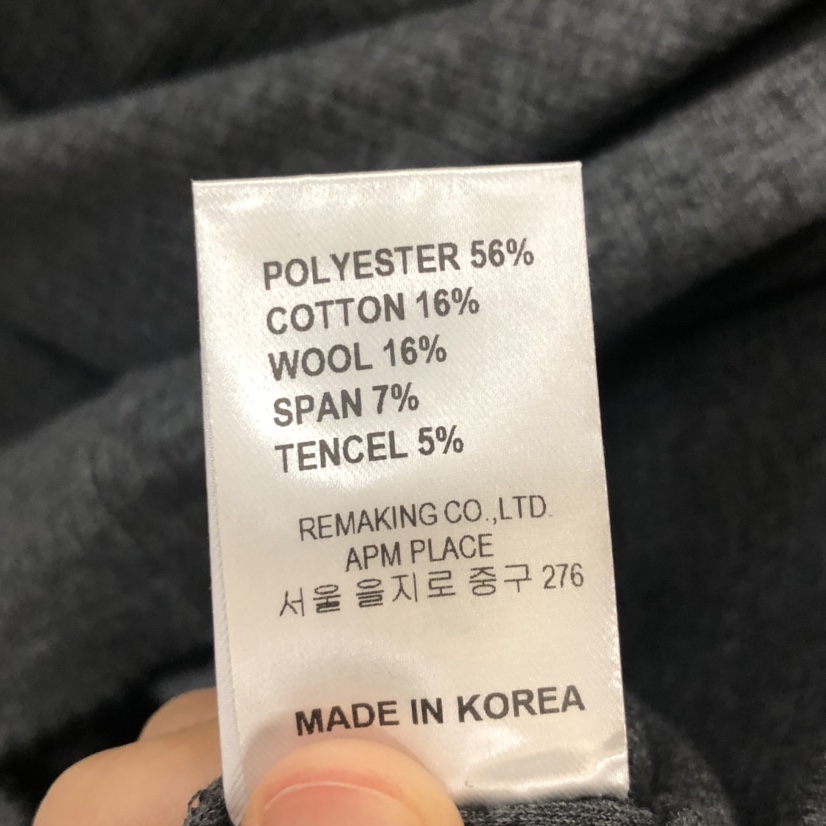 POLYESTER 56%
COTTON 16%
WOOL 16%
SPAN 7%
TENCEL 5%
REMAKING CO.,LTD.
APM PLACE
서울 을지로 중구 276
MADE IN KOREA